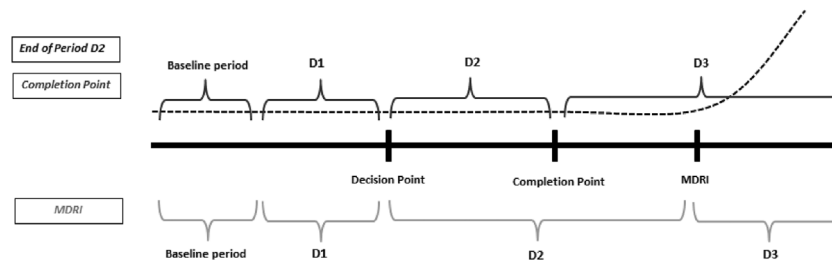 End of Period D2
Baseline period D1 D2 D3
Completion Point
Decision Point Completion Point MDRI
MDRI
Baseline period D1 D2 D3